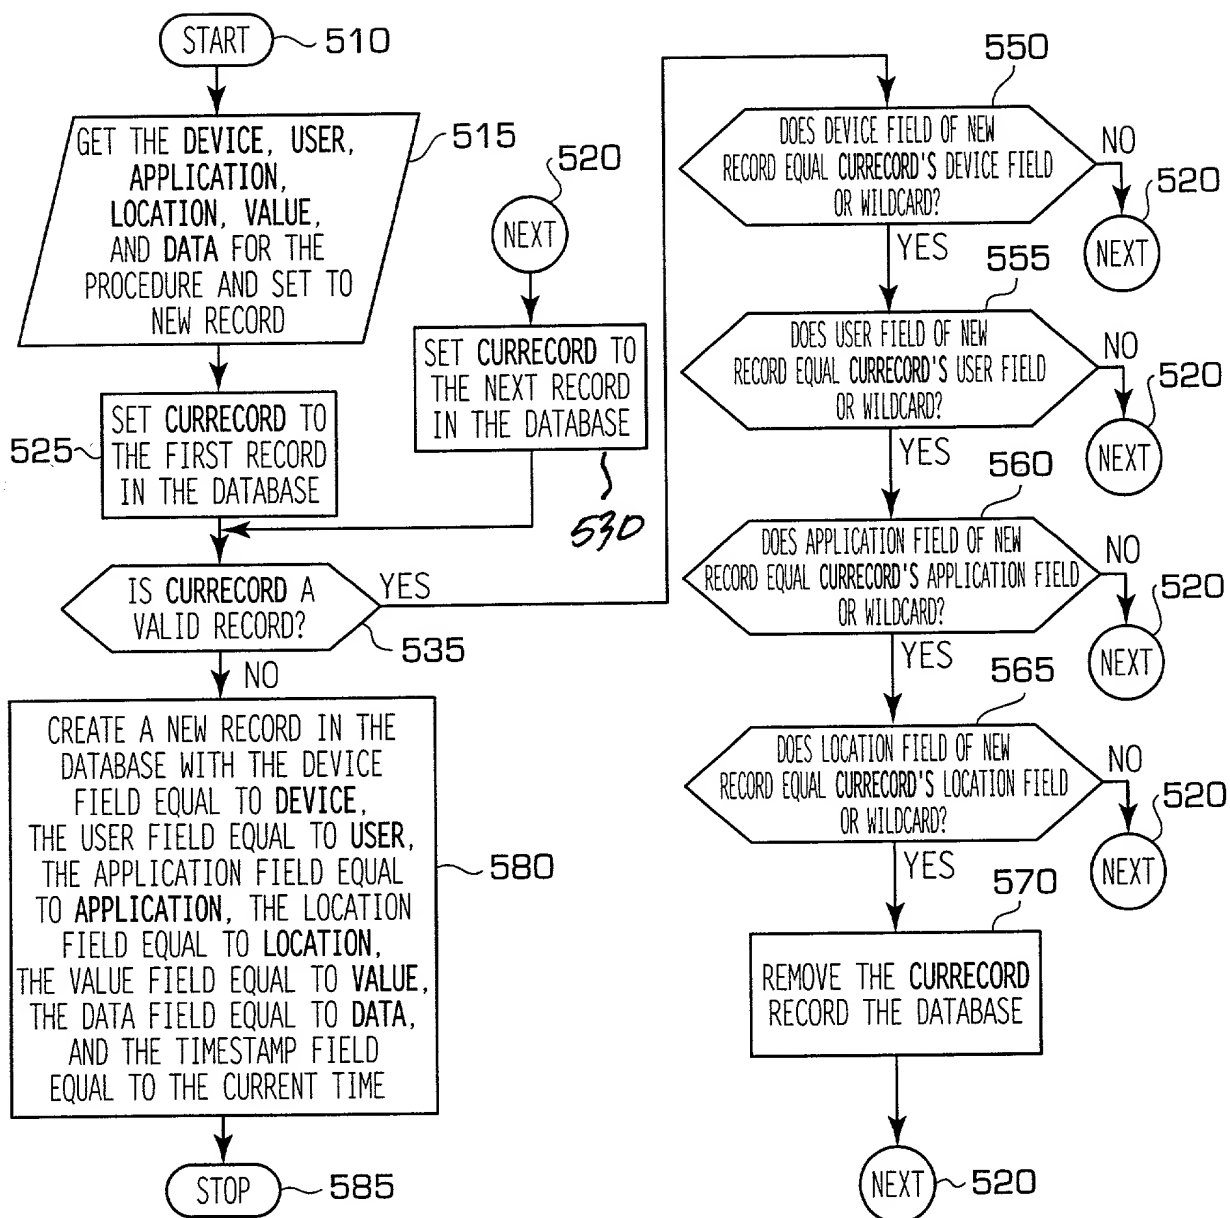 START
510
GET THE DEVICE, USER,
APPLICATION,
LOCATION, VALUE,
AND DATA FOR THE
PROCEDURE AND SET TO
NEW RECORD
515
SET CURRECORD TO
THE FIRST RECORD
IN THE DATABASE
525
520
NEXT
SET CURRECORD TO
THE NEXT RECORD
IN THE DATABASE
530
IS CURRECORD A
VALID RECORD?
535
YES
NO
CREATE A NEW RECORD IN THE
DATABASE WITH THE DEVICE
FIELD EQUAL TO DEVICE,
THE USER FIELD EQUAL TO USER,
THE APPLICATION FIELD EQUAL
TO APPLICATION, THE LOCATION
FIELD EQUAL TO LOCATION,
THE VALUE FIELD EQUAL TO VALUE,
THE DATA FIELD EQUAL TO DATA,
AND THE TIMESTAMP FIELD
EQUAL TO THE CURRENT TIME
580
STOP
585
550
DOES DEVICE FIELD OF NEW
RECORD EQUAL CURRECORD'S DEVICE FIELD
OR WILDCARD?
NO
520
NEXT
YES
555
DOES USER FIELD OF NEW
RECORD EQUAL CURRECORD'S USER FIELD
OR WILDCARD?
NO
520
NEXT
YES
560
DOES APPLICATION FIELD OF NEW
RECORD EQUAL CURRECORD'S APPLICATION FIELD
OR WILDCARD?
NO
520
NEXT
YES
565
DOES LOCATION FIELD OF NEW
RECORD EQUAL CURRECORD'S LOCATION FIELD
OR WILDCARD?
NO
520
NEXT
YES
570
REMOVE THE CURRECORD
RECORD THE DATABASE
NEXT
520